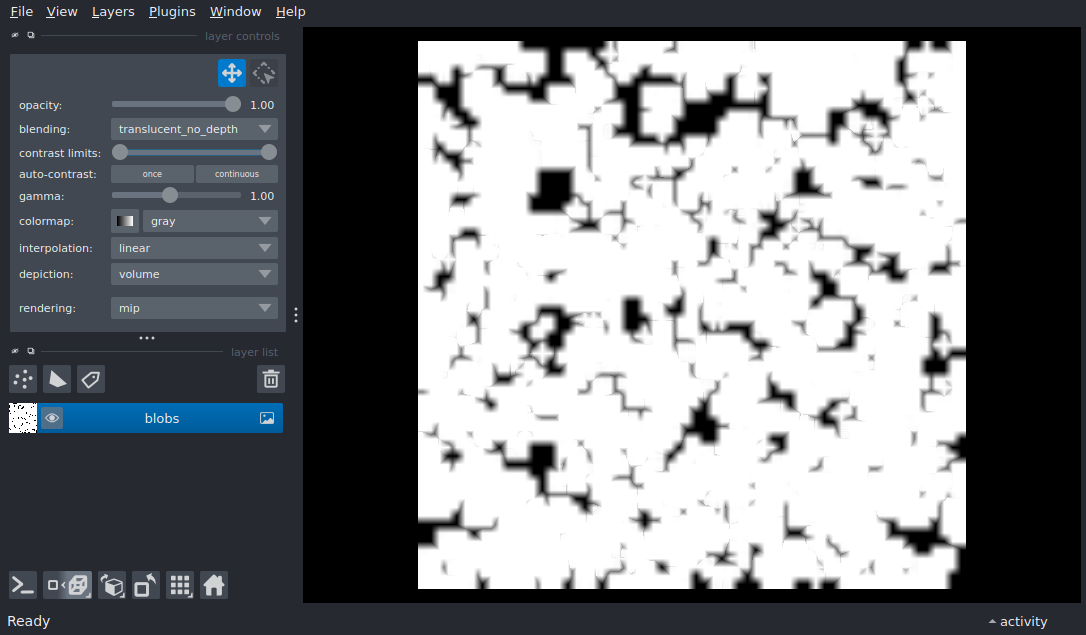 File View Layers Plugins Window Help
layer controls
opacity: 1.00
blending: translucent_no_depth
contrast limits:
auto-contrast: once continuous
gamma: 1.00
colormap: gray
interpolation: linear
depiction: volume
rendering: mip
layer list
blobs
Ready activity